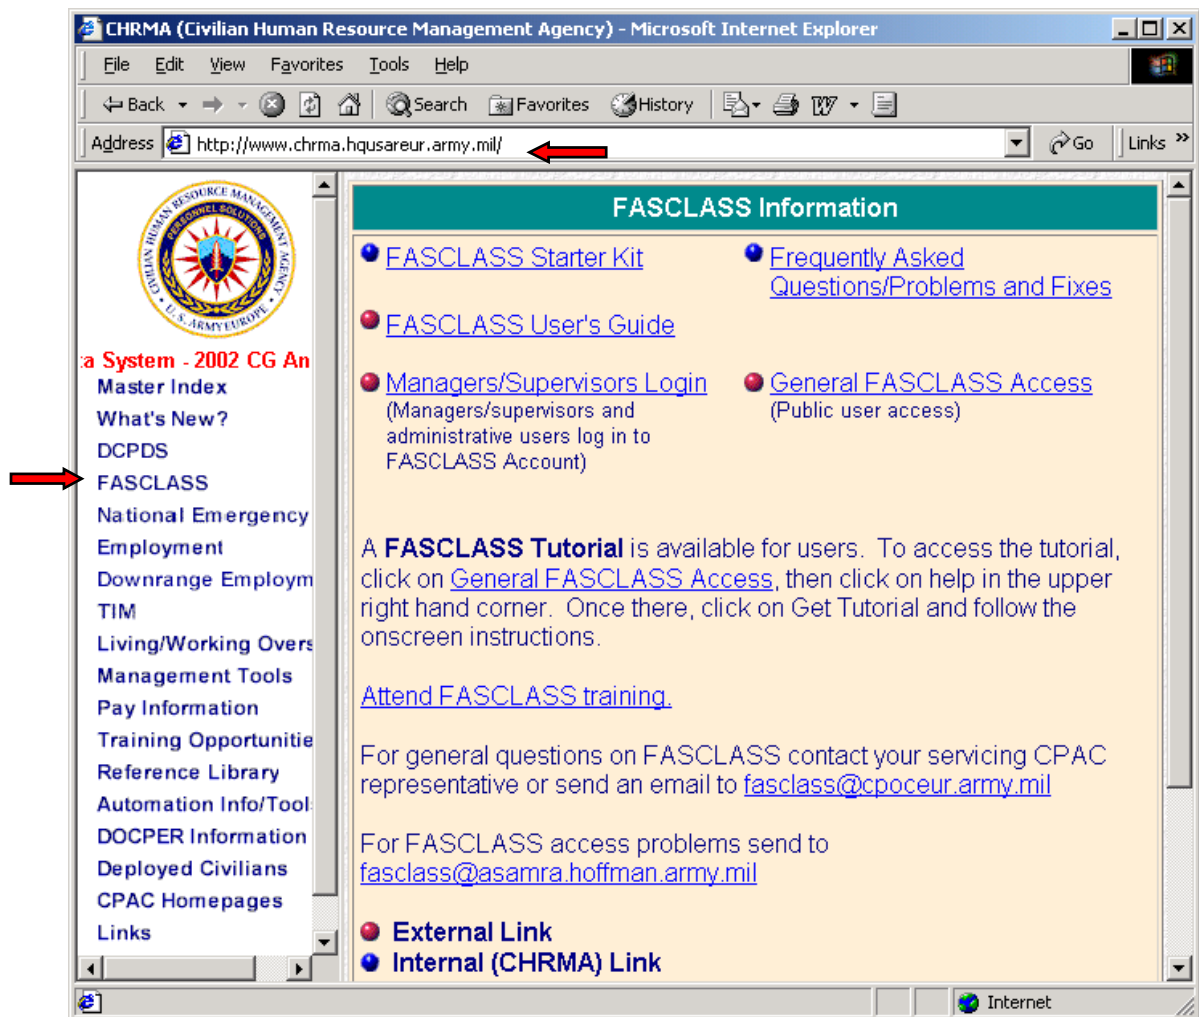 CHRMA (Civilian Human Resource Management Agency) - Microsoft Internet Explorer
File Edit View Favorites Tools Help
Back Search Favorites History
Address http://www.chrma.hqusareur.army.mil/ Go Links »
CIVILIAN HUMAN RESOURCE MANAGEMENT AGENCY
PERSONNEL SOLUTIONS
U.S. ARMY EUROPE
a System - 2002 CG An
Master Index
What's New?
DCPDS
FASCLASS
National Emergency
Employment
Downrange Employm
TIM
Living/Working Overs
Management Tools
Pay Information
Training Opportunitie
Reference Library
Automation Info/Tool
DOCPER Information
Deployed Civilians
CPAC Homepages
Links
FASCLASS Information
FASCLASS Starter Kit
Frequently Asked
Questions/Problems and Fixes
FASCLASS User's Guide
Managers/Supervisors Login
(Managers/supervisors and
administrative users log in to
FASCLASS Account)
General FASCLASS Access
(Public user access)
A FASCLASS Tutorial is available for users. To access the tutorial,
click on General FASCLASS Access, then click on help in the upper
right hand corner. Once there, click on Get Tutorial and follow the
onscreen instructions.
Attend FASCLASS training.
For general questions on FASCLASS contact your servicing CPAC
representative or send an email to fasclass@cpoceur.army.mil
For FASCLASS access problems send to
fasclass@asamra.hoffman.army.mil
External Link
Internal (CHRMA) Link
Internet